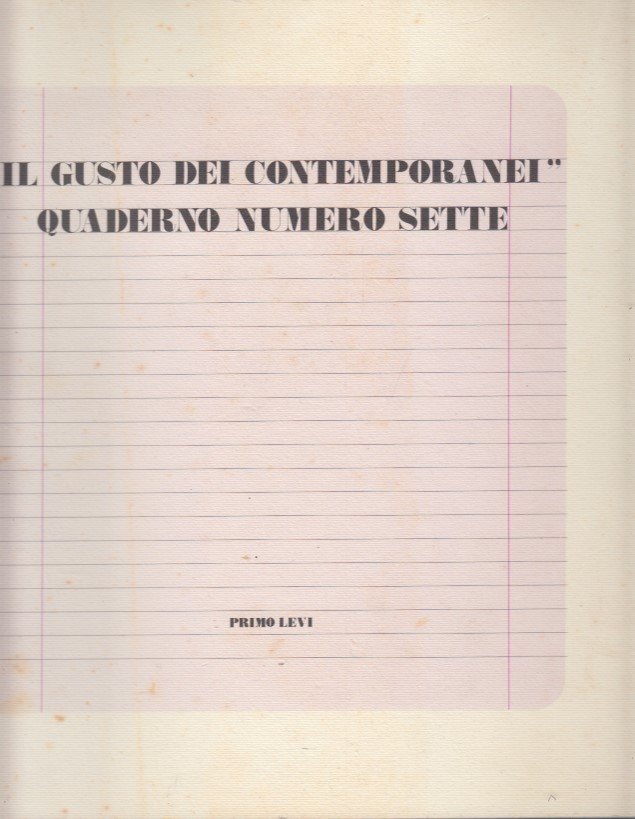 IL GUSTO DEI CONTEMPORANEI”
QUADERNO NUMERO SETTE
PRIMO LEVI